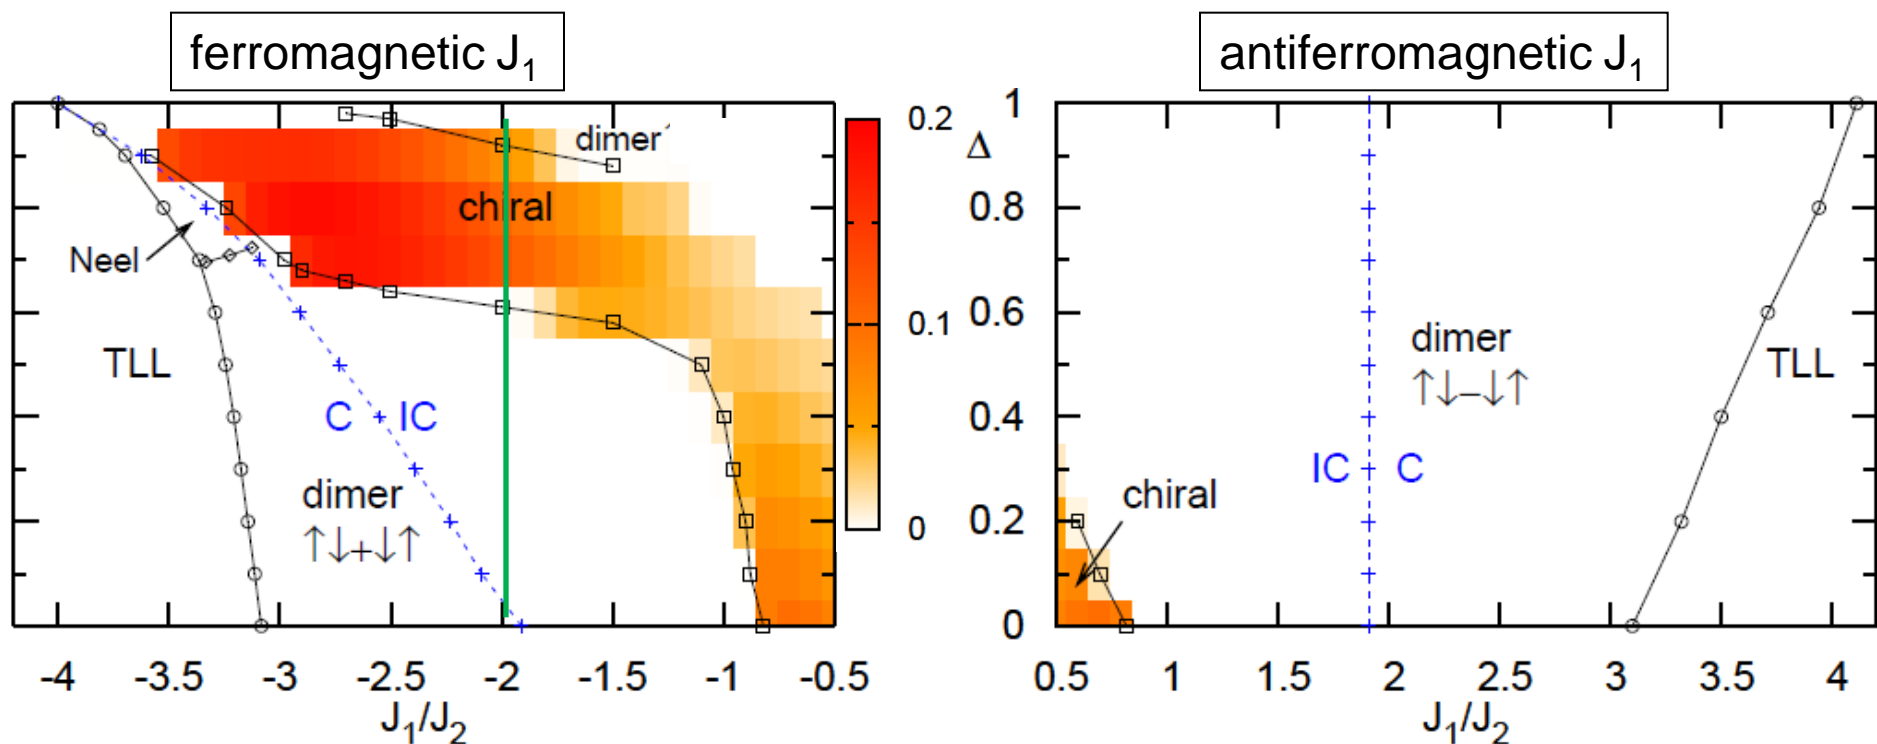 ferromagnetic J1
antiferromagnetic J1
dimer
chiral
Neel
TLL
C IC
dimer
↑↓+↓↑
0.2
0.1
0
-4 -3.5 -3 -2.5 -2 -1.5 -1 -0.5
J1/J2
1
Δ
0.8
0.6
0.4
0.2
0
dimer
↑↓–↓↑
TLL
IC C
chiral
0.5 1 1.5 2 2.5 3 3.5 4
J1/J2